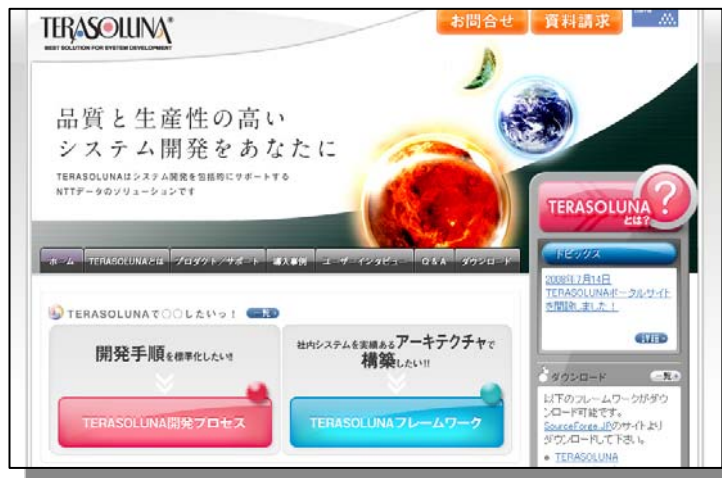 TERASOLUNA®
BEST SOLUTION FOR SYSTEM DEVELOPMENT
お問合せ
資料請求
品質と生産性の高い
システム開発をあなたに
TERASOLUNAはシステム開発を包括的にサポートする
NTTデータのソリューションです
TERASOLUNA
とは?
?
ホーム
TERASOLUNAとは
プロダクト/サポート
導入事例
ユーザーインタビュー
Q&A
ダウンロード
トピックス
2008年7月14日
TERASOLUNAポータルサイト
を開設しました!
詳細
TERASOLUNAで〇〇したいっ! 一覧
開発手順を標準化したい!!
社内システムを実績あるアーキテクチャで
構築したい!!
TERASOLUNA開発プロセス
TERASOLUNAフレームワーク
ダウンロード
一覧
以下のフレームワークがダウ
ンロード可能です。
SourceForge.JPのサイトより
ダウンロードして下さい。
TERASOLUNA